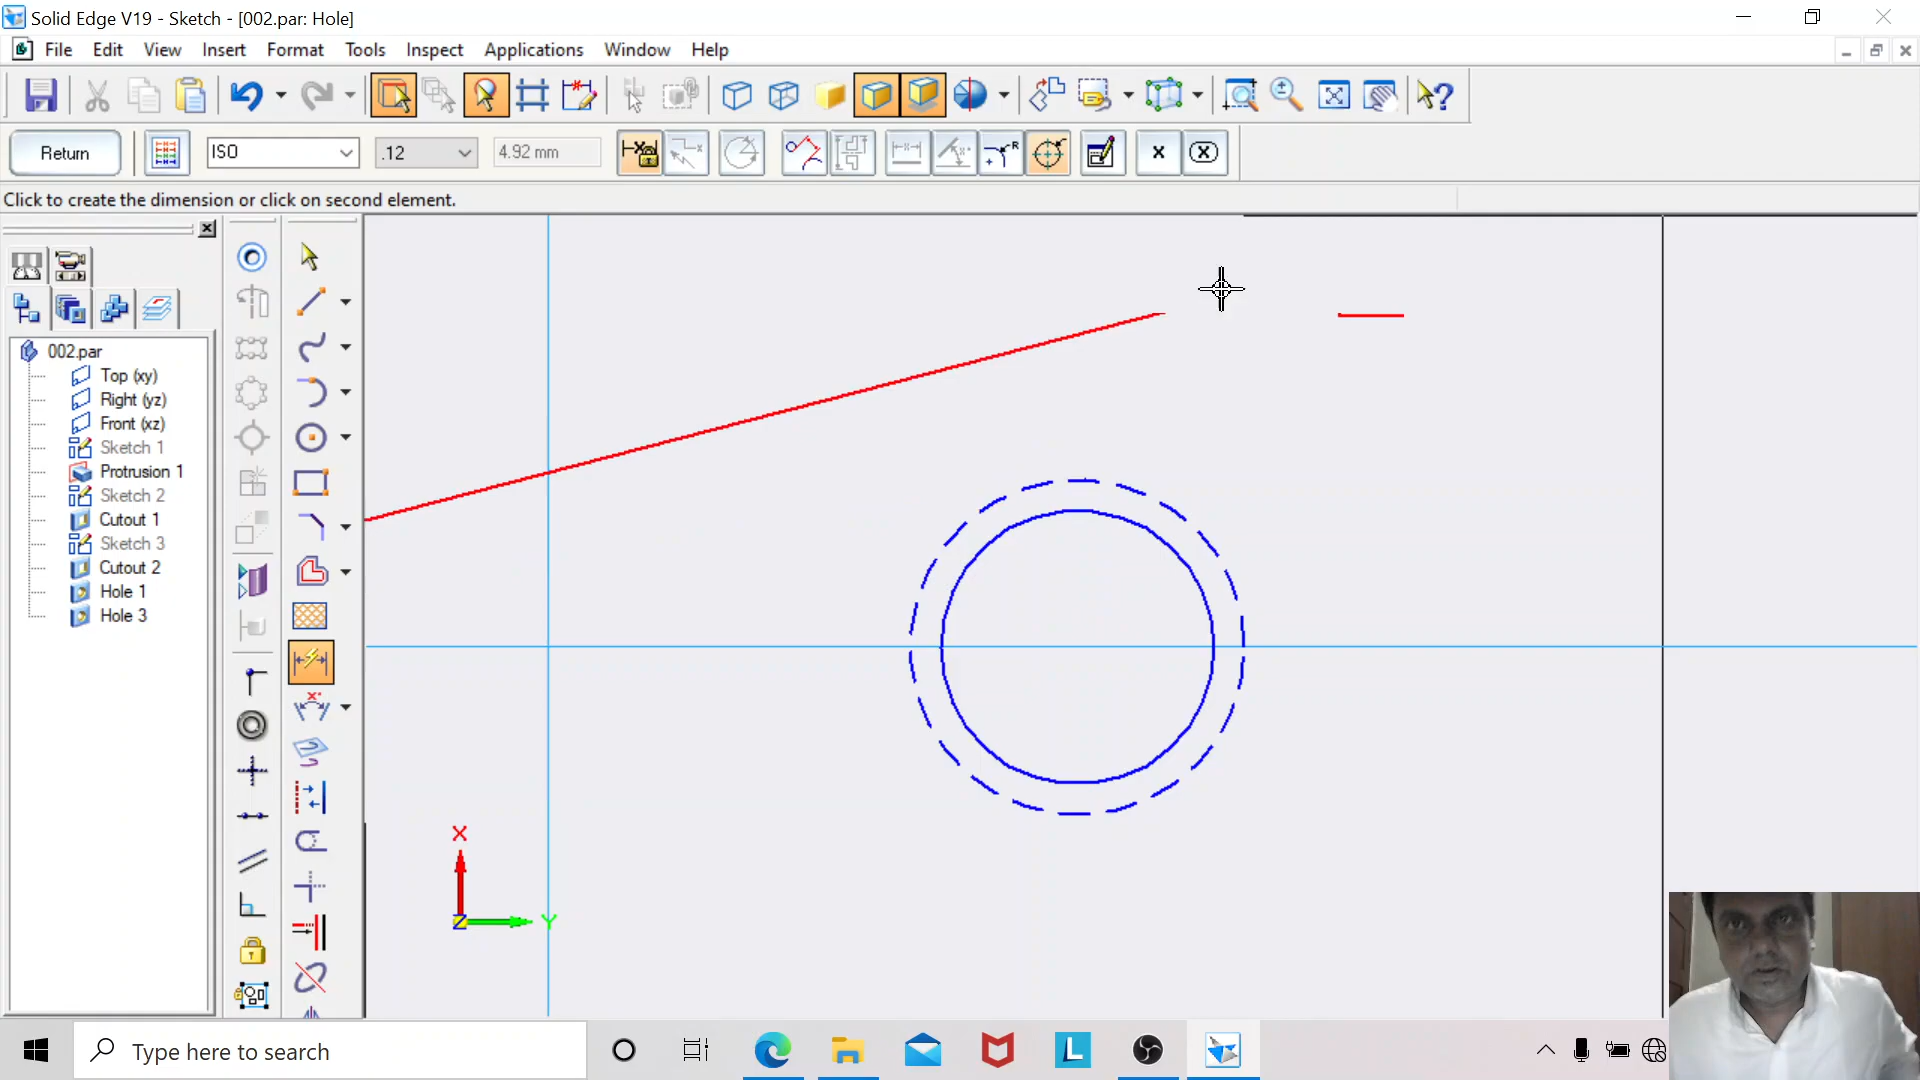 Solid Edge V19 - Sketch - [002.par: Hole]
File Edit View Insert Format Tools Inspect Applications Window Help
Return ISO .12 4.92 mm
Click to create the dimension or click on second element.
002.par
Top (xy)
Right (yz)
Front (xz)
Sketch 1
Protrusion 1
Sketch 2
Cutout 1
Sketch 3
Cutout 2
Hole 1
Hole 3
X
Z Y
Type here to search